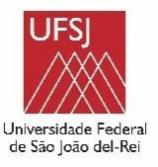 UFSJ
Universidade Federal
de São João del-Rei